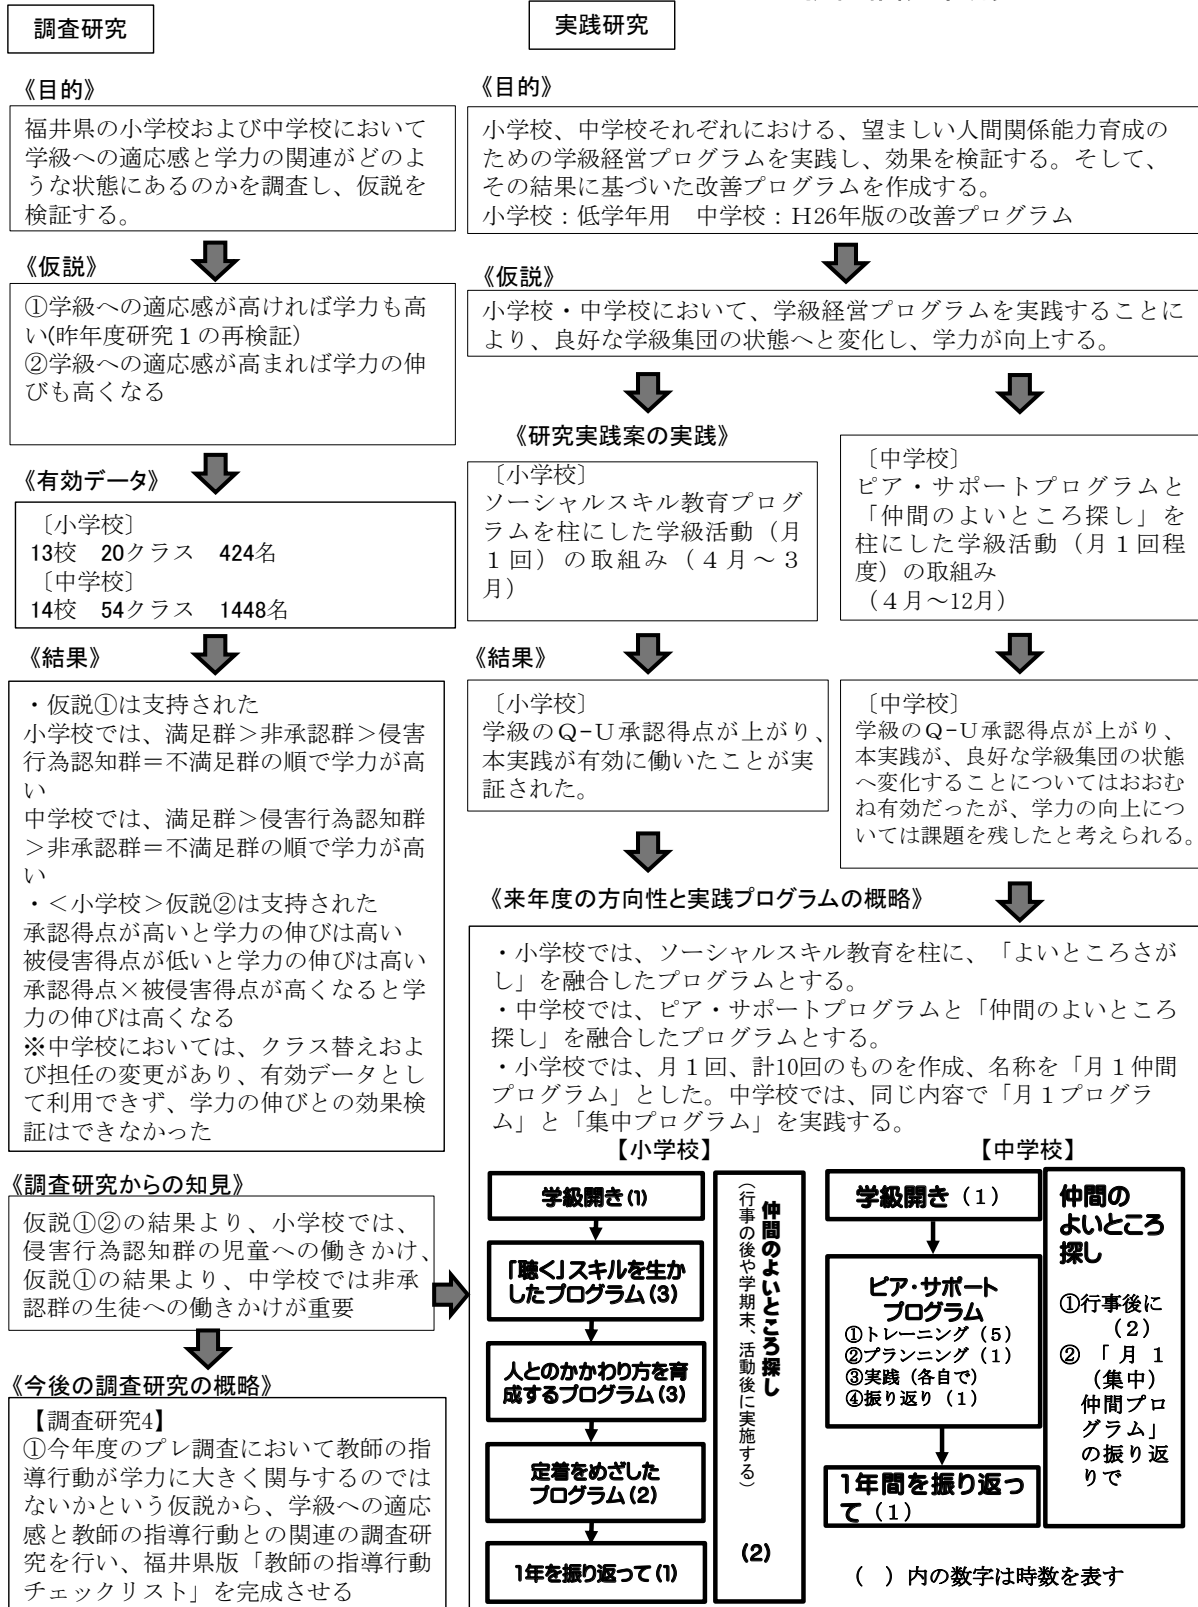 調査研究
《目的》
福井県の小学校および中学校において
学級への適応感と学力の関連がどのよ
うな状態にあるのかを調査し、仮説を
検証する。
《仮説》
①学級への適応感が高ければ学力も高
い(昨年度研究１の再検証)
②学級への適応感が高まれば学力の伸
びも高くなる
《有効データ》
〔小学校〕
13校　20クラス　424名
〔中学校〕
14校　54クラス　1448名
《結果》
・仮説①は支持された
小学校では、満足群＞非承認群＞侵害
行為認知群＝不満足群の順で学力が高
い
中学校では、満足群＞侵害行為認知群
＞非承認群＝不満足群の順で学力が高
い
・＜小学校＞仮説②は支持された
承認得点が高いと学力の伸びは高い
被侵害得点が低いと学力の伸びは高い
承認得点×被侵害得点が高くなると学
力の伸びは高くなる
※中学校においては、クラス替えおよ
び担任の変更があり、有効データとし
て利用できず、学力の伸びとの効果検
証はできなかった
《調査研究からの知見》
仮説①②の結果より、小学校では、
侵害行為認知群の児童への働きかけ、
仮説①の結果より、中学校では非承
認群の生徒への働きかけが重要
《今後の調査研究の概略》
【調査研究4】
①今年度のプレ調査において教師の指
導行動が学力に大きく関与するのでは
ないかという仮説から、学級への適応
感と教師の指導行動との関連の調査研
究を行い、福井県版「教師の指導行動
チェックリスト」を完成させる
実践研究
《目的》
小学校、中学校それぞれにおける、望ましい人間関係能力育成の
ための学級経営プログラムを実践し、効果を検証する。そして、
その結果に基づいた改善プログラムを作成する。
小学校：低学年用　中学校：H26年版の改善プログラム
《仮説》
小学校・中学校において、学級経営プログラムを実践することに
より、良好な学級集団の状態へと変化し、学力が向上する。
《研究実践案の実践》
〔小学校〕
ソーシャルスキル教育プログ
ラムを柱にした学級活動（月
１回）の取組み（４月～３
月）
〔中学校〕
ピア・サポートプログラムと
「仲間のよいところ探し」を
柱にした学級活動（月１回程
度）の取組み
（４月～12月）
《結果》
〔小学校〕
学級のＱ-Ｕ承認得点が上がり、
本実践が有効に働いたことが実
証された。
〔中学校〕
学級のＱ-Ｕ承認得点が上がり、
本実践が、良好な学級集団の状態
へ変化することについてはおおむ
ね有効だったが、学力の向上につ
いては課題を残したと考えられる。
《来年度の方向性と実践プログラムの概略》
・小学校では、ソーシャルスキル教育を柱に、「よいところさが
し」を融合したプログラムとする。
・中学校では、ピア・サポートプログラムと「仲間のよいところ
探し」を融合したプログラムとする。
・小学校では、月１回、計10回のものを作成、名称を「月１仲間
プログラム」とした。中学校では、同じ内容で「月１プログラ
ム」と「集中プログラム」を実践する。
【小学校】
学級開き(1)
「聴く」スキルを生か
したプログラム(3)
人とのかかわり方を育
成するプログラム(3)
定着をめざした
プログラム(2)
1年を振り返って(1)
仲間のよいところ探し
（行事の後や学期末、活動後に実施する）
(2)
【中学校】
学級開き（1）
ピア・サポート
プログラム
①トレーニング（5）
②プランニング（1）
③実践（各自で）
④振り返り（1）
1年間を振り返っ
て（1）
仲間の
よいところ
探し
①行事後に
（2）
②「月１
（集中）
仲間プロ
グラム」
の振り返
りで
（　）内の数字は時数を表す